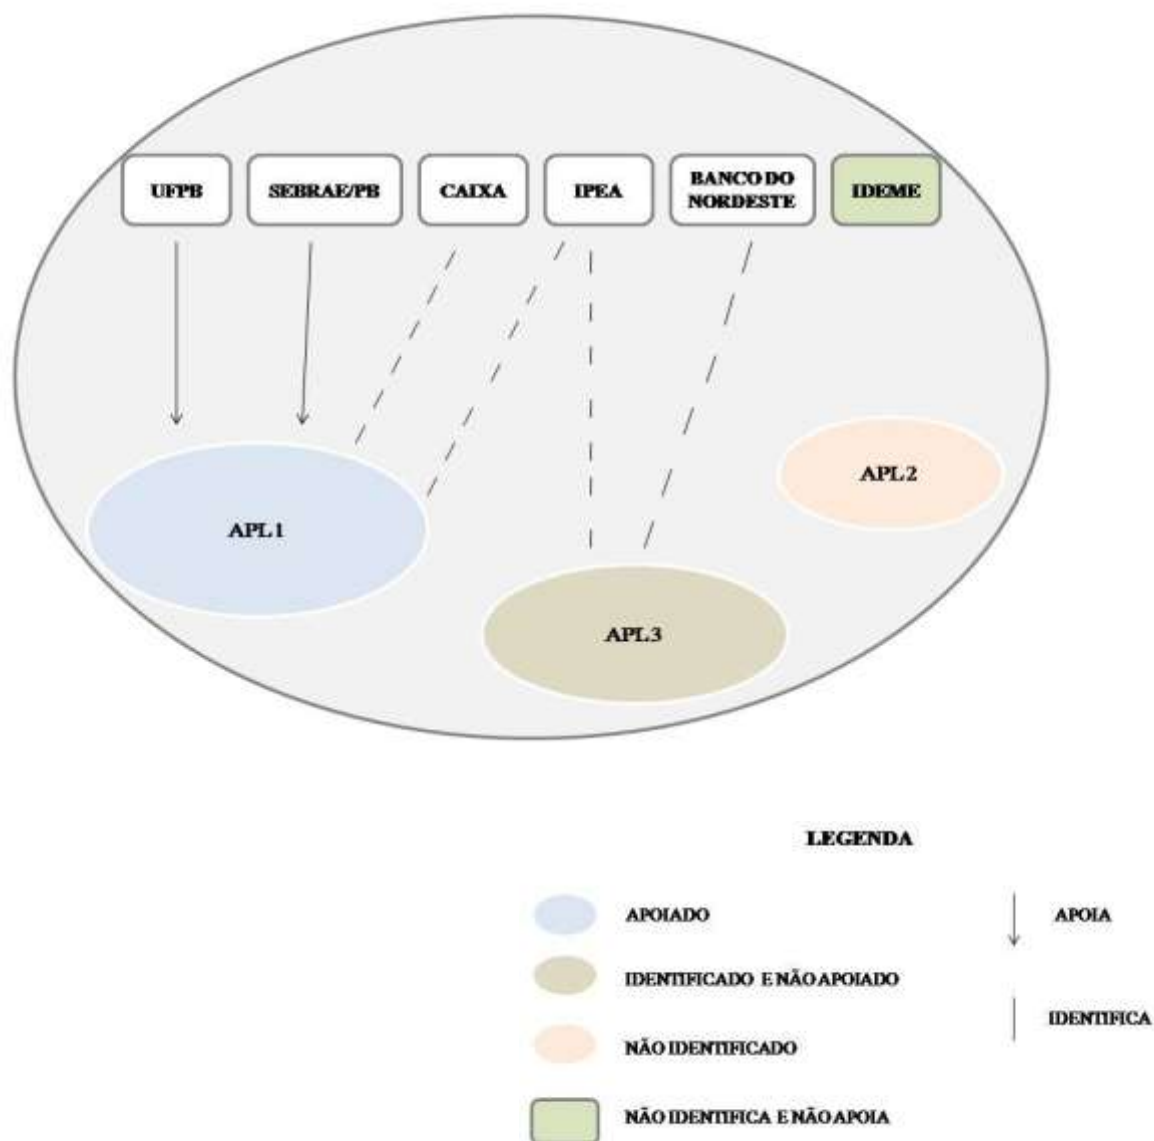 UFPB
SEBRAE/PB
CAIXA
IPEA
BANCO DO
NORDESTE
IDEME
APL 1
APL 2
APL 3
LEGENDA
APOIADO
APOIA
IDENTIFICADO E NÃO APOIADO
IDENTIFICA
NÃO IDENTIFICADO
NÃO IDENTIFICA E NÃO APOIA